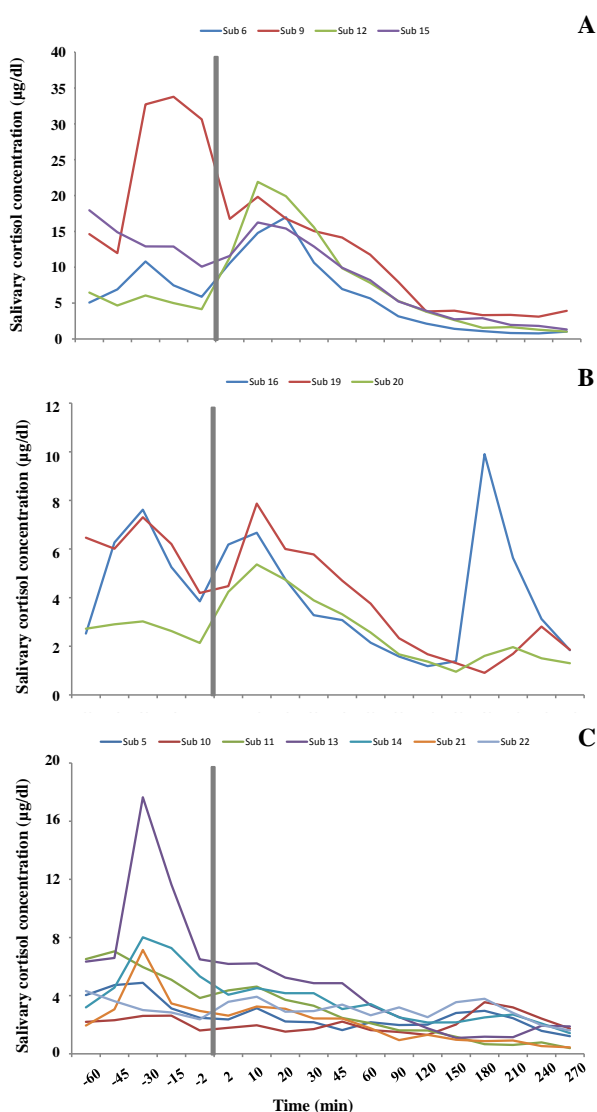 A
Sub 6 Sub 9 Sub 12 Sub 15
Salivary cortisol concentration (µg/dl)
40
35
30
25
20
15
10
5
0
B
Sub 16 Sub 19 Sub 20
Salivary cortisol concentration (µg/dl)
12
10
8
6
4
2
0
C
Sub 5 Sub 10 Sub 11 Sub 13 Sub 14 Sub 21 Sub 22
Salivary cortisol concentration (µg/dl)
20
16
12
8
4
0
-60 -45 -30 -15 -2 2 10 20 30 45 60 90 120 150 180 210 240 270
Time (min)